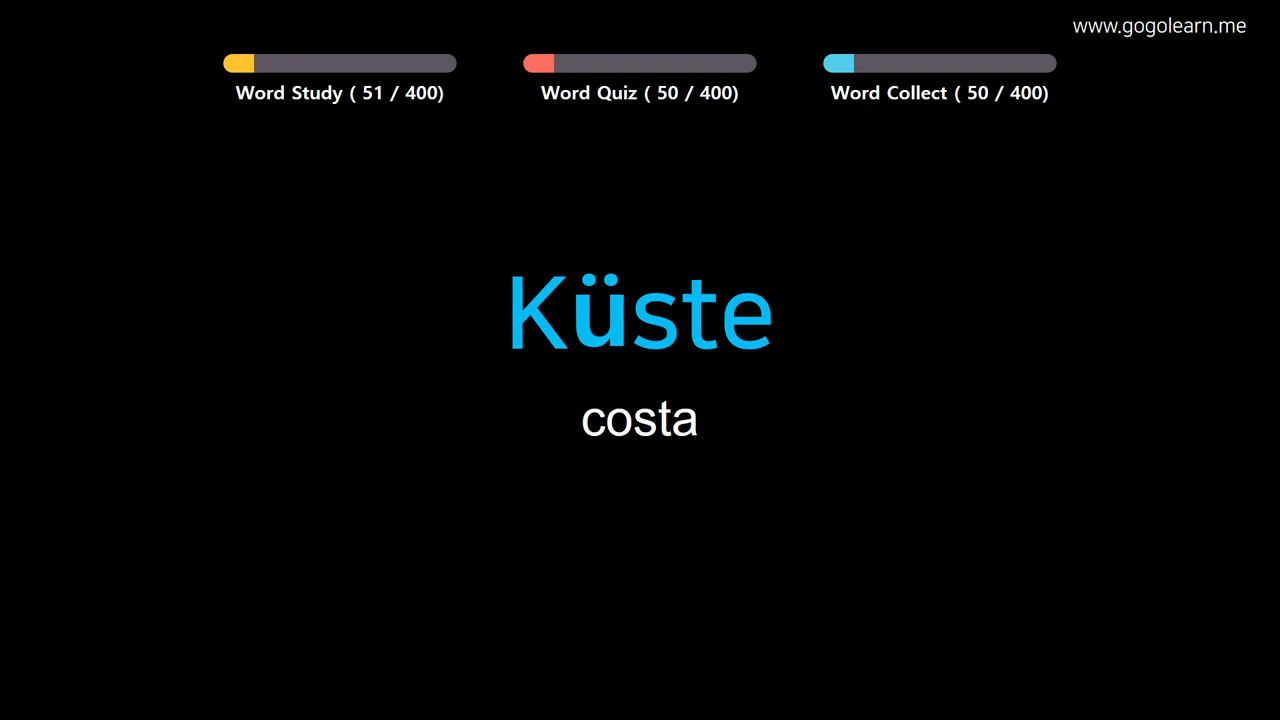 www.gogolearn.me
Word Study ( 51 / 400)
Word Quiz ( 50 / 400)
Word Collect ( 50 / 400)
Küste
costa